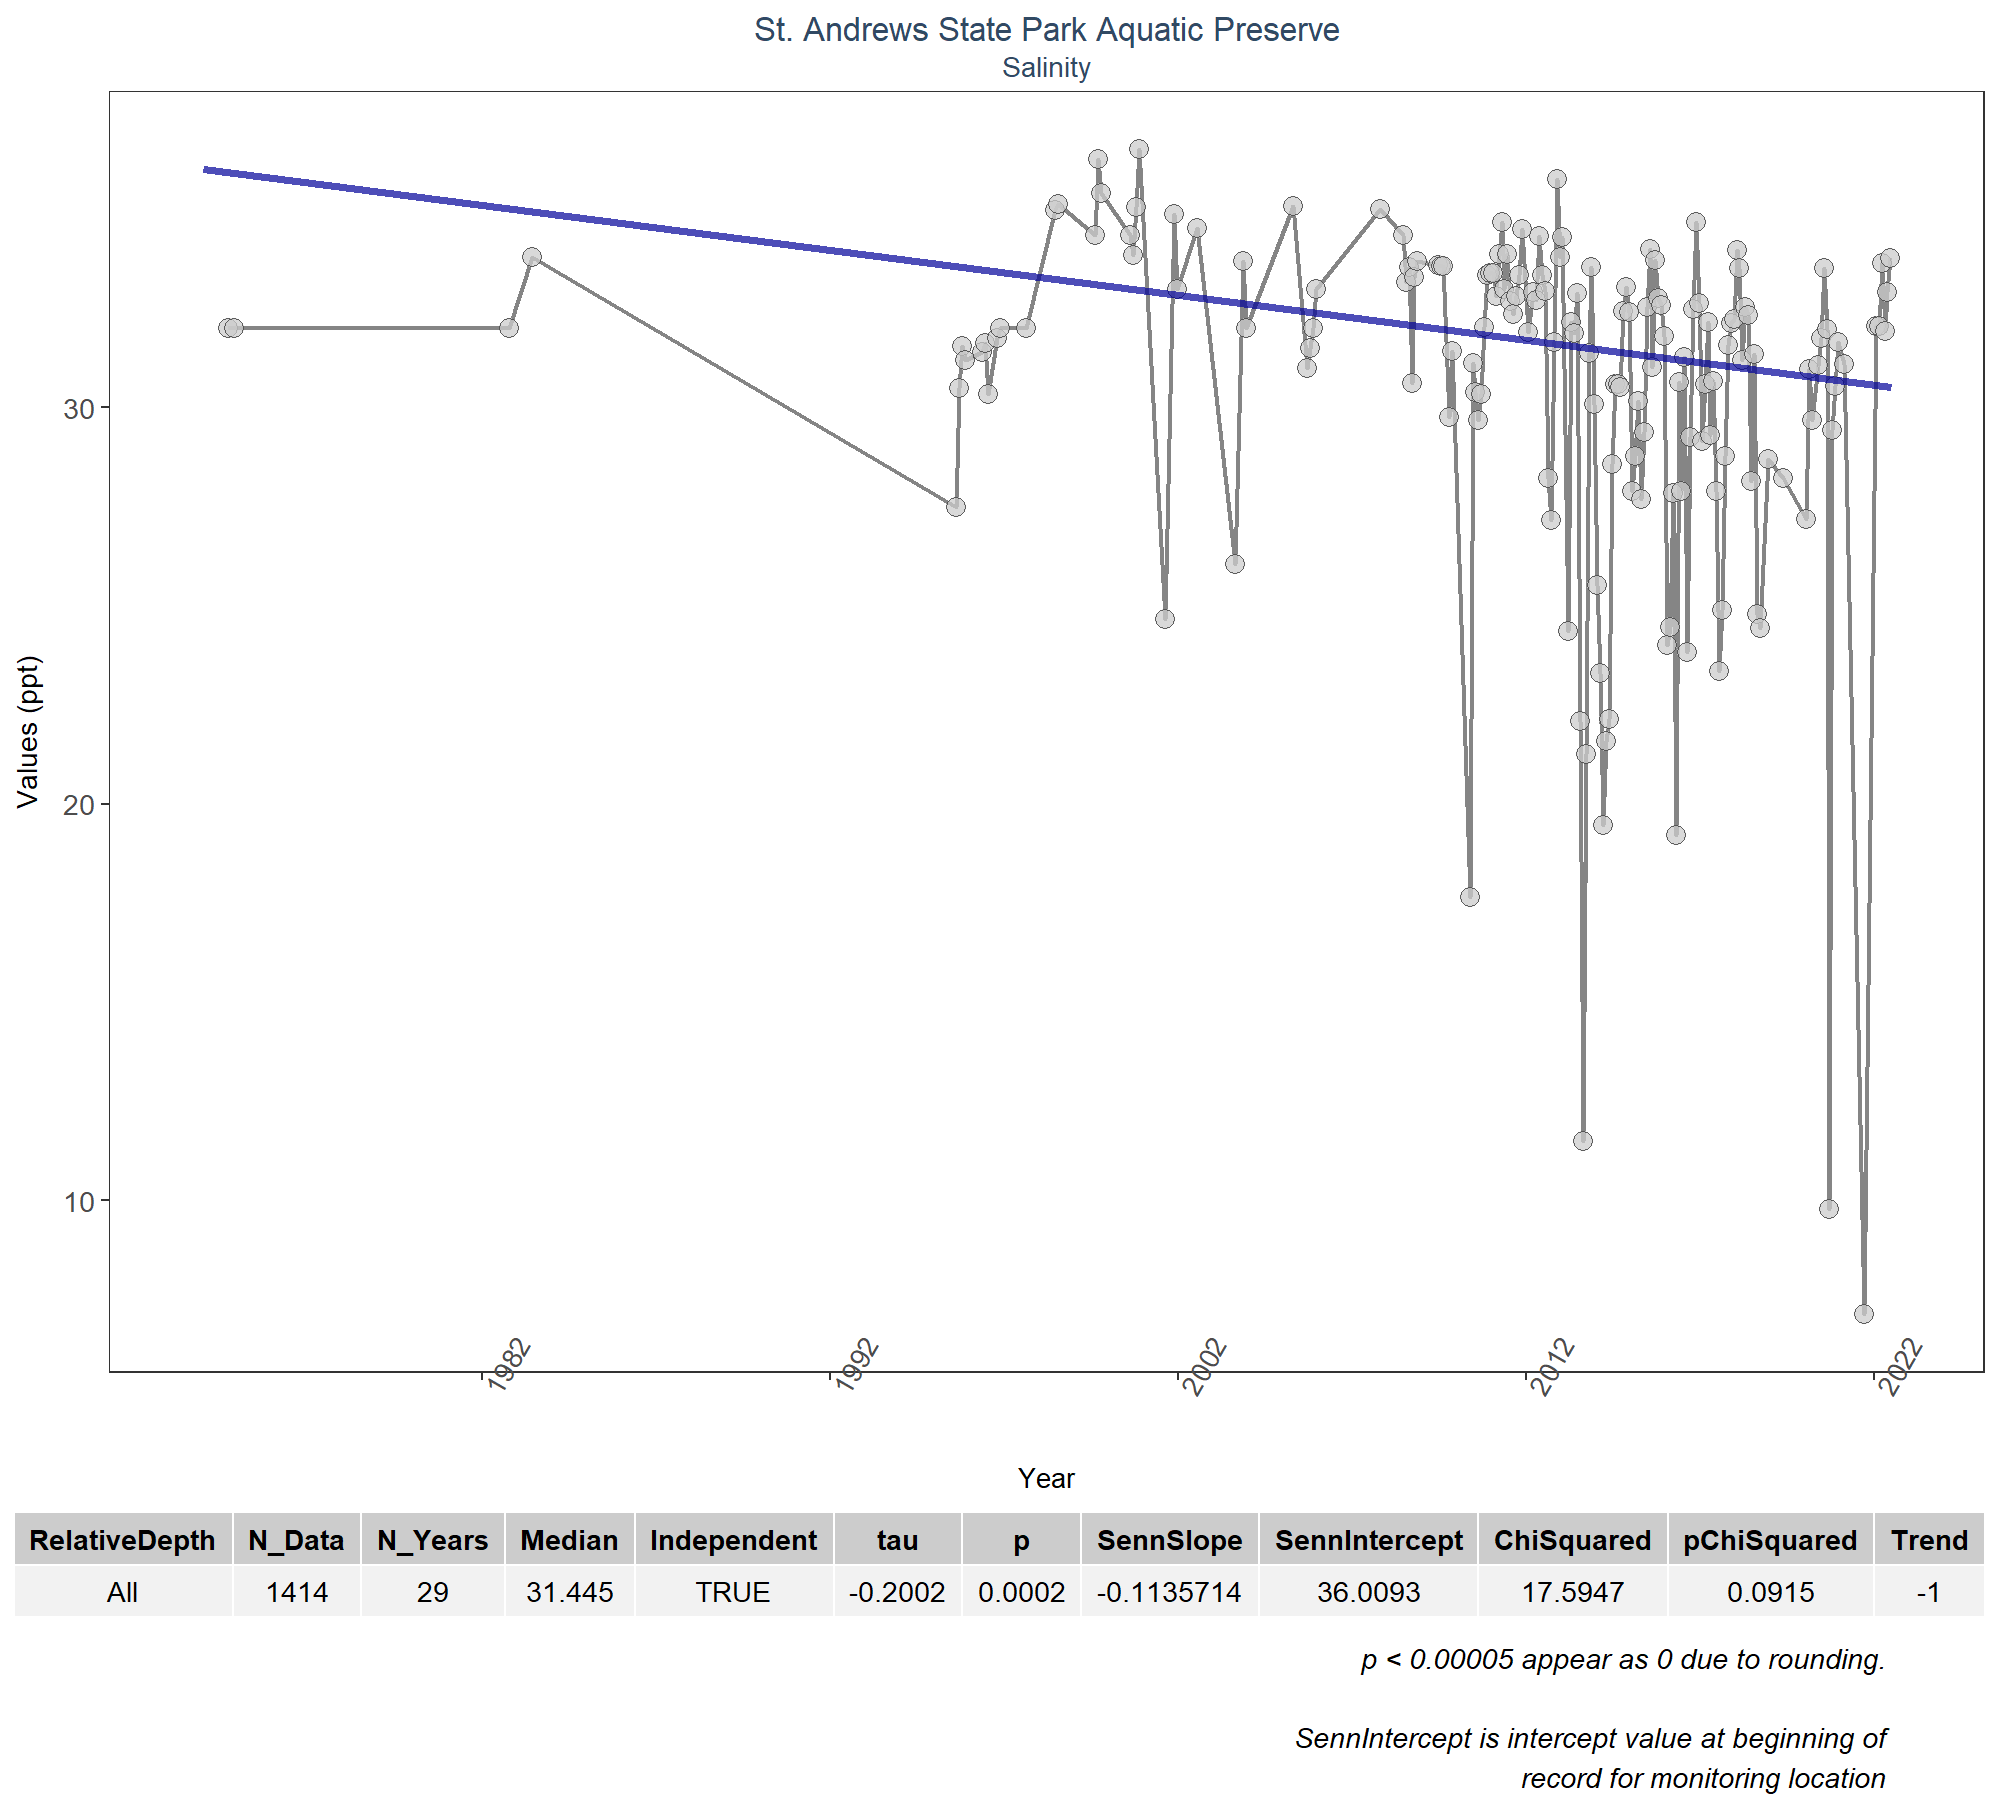 St. Andrews State Park Aquatic Preserve
Salinity
Values (ppt)
30
20
10
1982
1992
2002
2012
2022
Year
RelativeDepth N_Data N_Years Median Independent tau p SennSlope SennIntercept ChiSquared pChiSquared Trend
All 1414 29 31.445 TRUE -0.2002 0.0002 -0.1135714 36.0093 17.5947 0.0915 -1
p < 0.00005 appear as 0 due to rounding.
SennIntercept is intercept value at beginning of
record for monitoring location